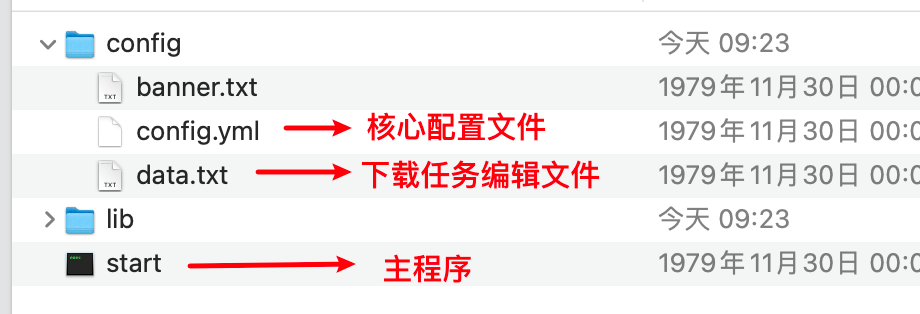 config 今天 09:23
TXT banner.txt 1979年11月30日 00:0
config.yml 核心配置文件 1979年11月30日 00:0
TXT data.txt 下载任务编辑文件 1979年11月30日 00:0
lib 今天 09:23
start 主程序 1979年11月30日 00:0